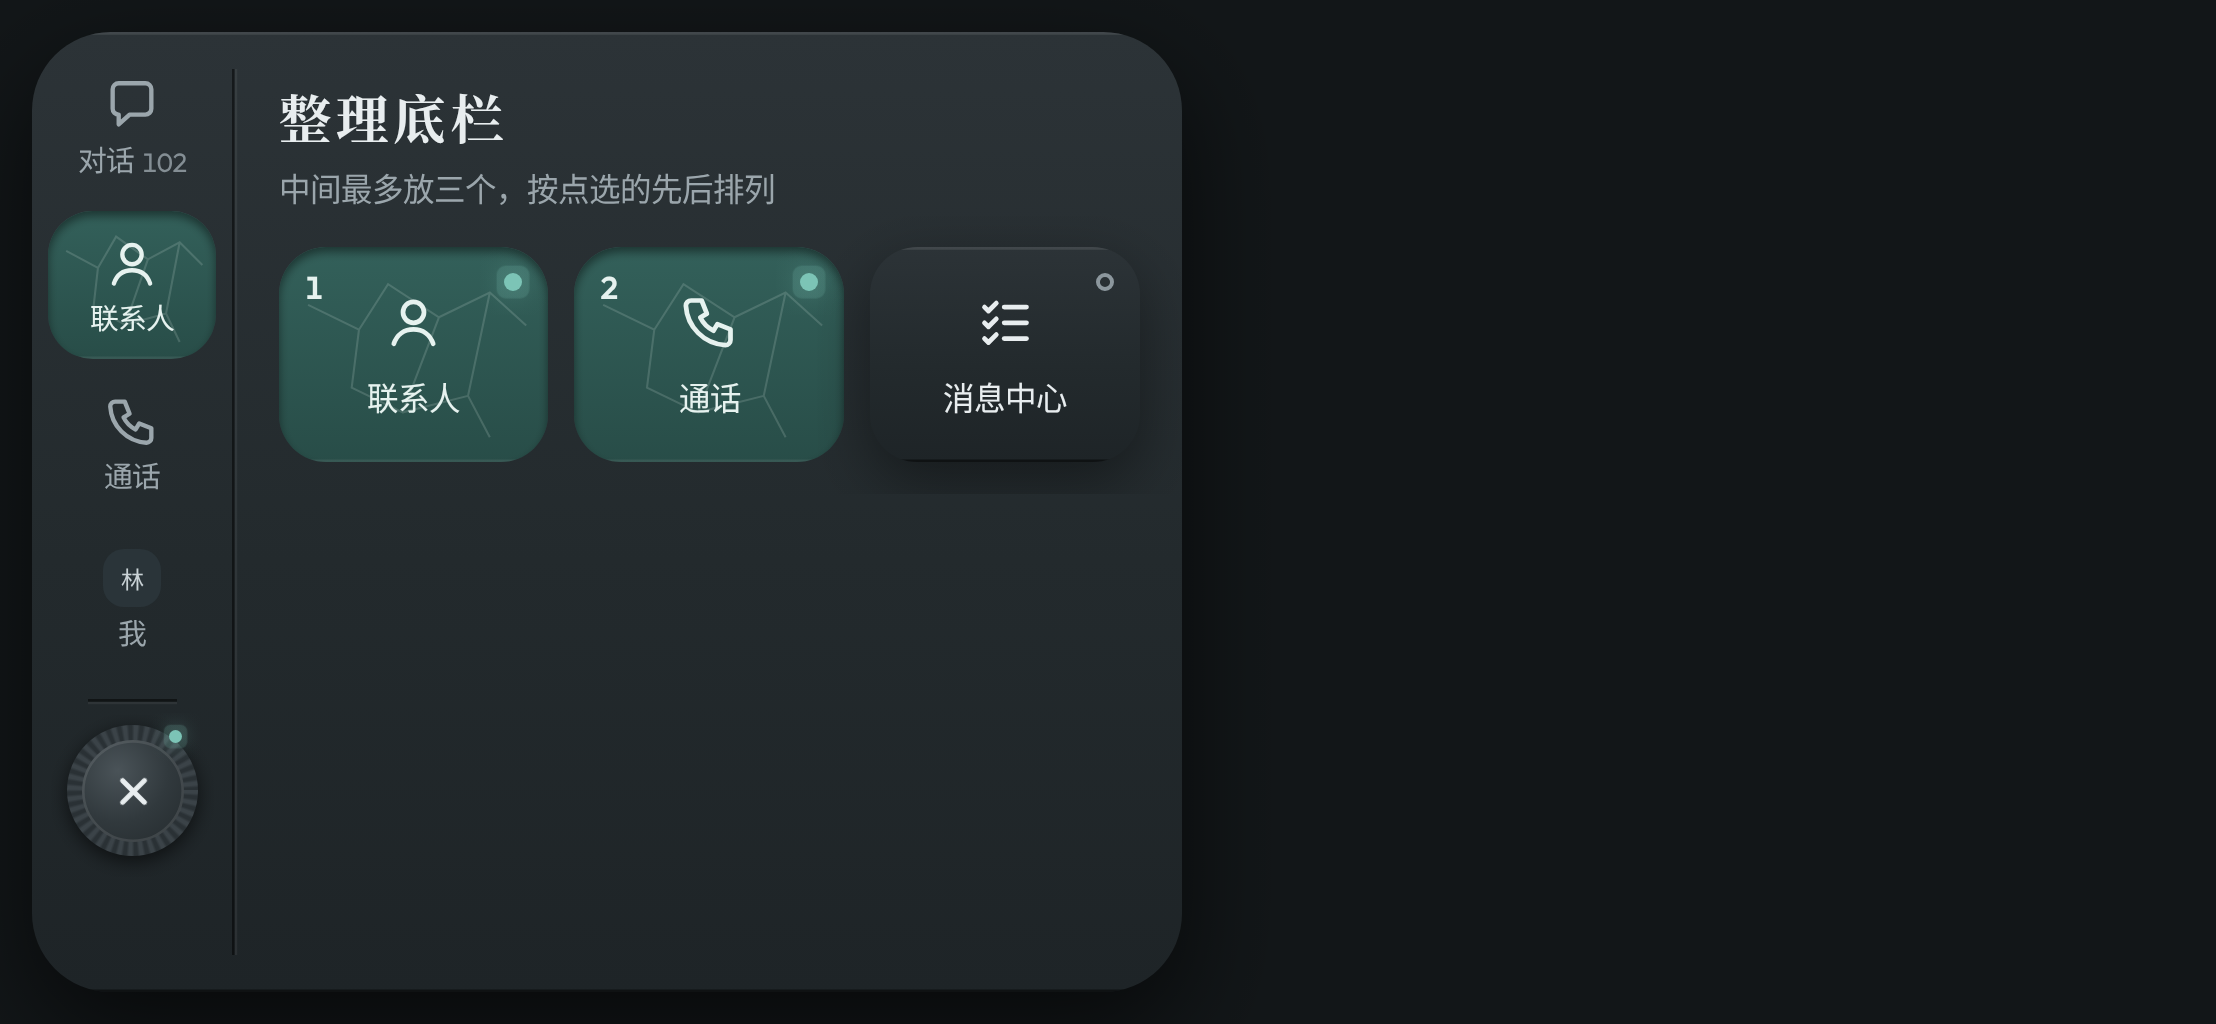 对话 102
联系人
通话
林
我
整理底栏
中间最多放三个，按点选的先后排列
1
联系人
2
通话
消息中心